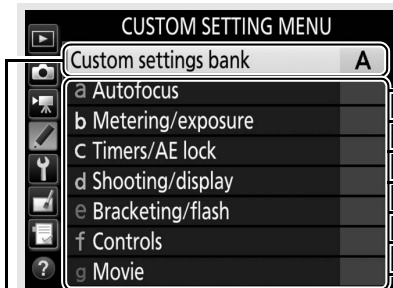 CUSTOM SETTING MENU
Custom settings bank A
a Autofocus
b Metering/exposure
c Timers/AE lock
d Shooting/display
e Bracketing/flash
f Controls
g Movie
?